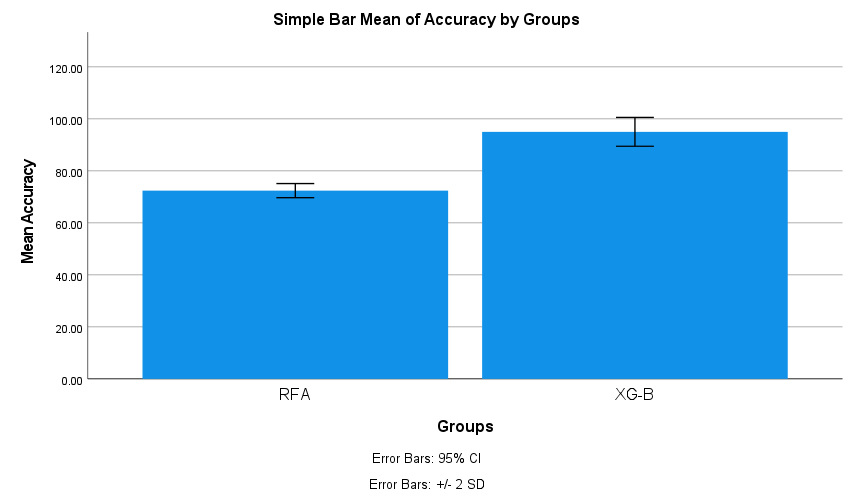 Simple Bar Mean of Accuracy by Groups
120.00
100.00
80.00
60.00
40.00
20.00
0.00
Mean Accuracy
RFA
XG-B
Groups
Error Bars: 95% CI
Error Bars: +/- 2 SD